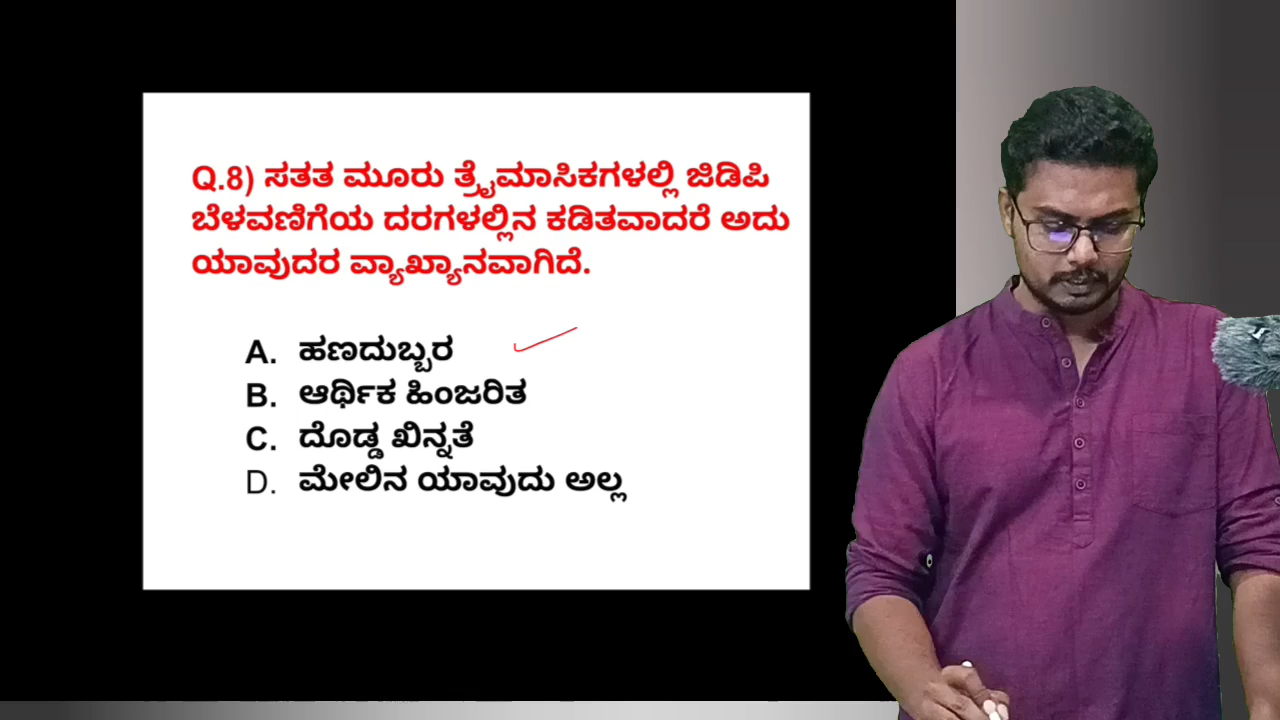 Q.8) ಸತತ ಮೂರು ತ್ರೈಮಾಸಿಕಗಳಲ್ಲಿ ಜಿಡಿಪಿ
ಬೆಳವಣಿಗೆಯ ದರಗಳಲ್ಲಿನ ಕಡಿತವಾದರೆ ಅದು
ಯಾವುದರ ವ್ಯಾಖ್ಯಾನವಾಗಿದೆ.
A. ಹಣದುಬ್ಬರ
B. ಆರ್ಥಿಕ ಹಿಂಜರಿತ
C. ದೊಡ್ಡ ಖಿನ್ನತೆ
D. ಮೇಲಿನ ಯಾವುದು ಅಲ್ಲ